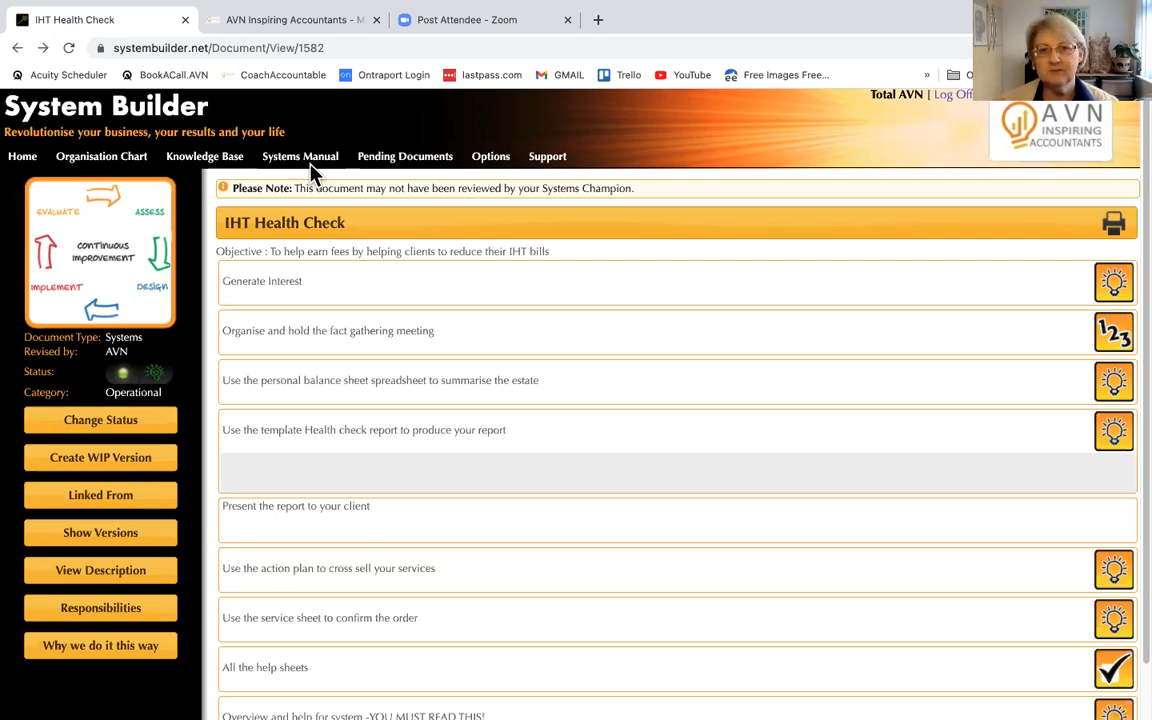 IHT Health Check
AVN Inspiring Accountants - M
Post Attendee - Zoom
systembuilder.net/Document/View/1582
Acuity Scheduler
BookACall.AVN
CoachAccountable
Ontraport Login
lastpass.com
GMAIL
Trello
YouTube
Free Images Free...
»
System Builder
Revolutionise your business, your results and your life
Total AVN | Log Off
AVN
INSPIRING
ACCOUNTANTS
Home
Organisation Chart
Knowledge Base
Systems Manual
Pending Documents
Options
Support
EVALUATE
ASSESS
CONTINUOUS
IMPROVEMENT
IMPLEMENT
DESIGN
Document Type: Systems
Revised by: AVN
Status:
Category: Operational
Change Status
Create WIP Version
Linked From
Show Versions
View Description
Responsibilities
Why we do it this way
Please Note: This document may not have been reviewed by your Systems Champion.
IHT Health Check
Objective : To help earn fees by helping clients to reduce their IHT bills
Generate Interest
Organise and hold the fact gathering meeting
123
Use the personal balance sheet spreadsheet to summarise the estate
Use the template Health check report to produce your report
Present the report to your client
Use the action plan to cross sell your services
Use the service sheet to confirm the order
All the help sheets
Overview and help for system -YOU MUST READ THIS!